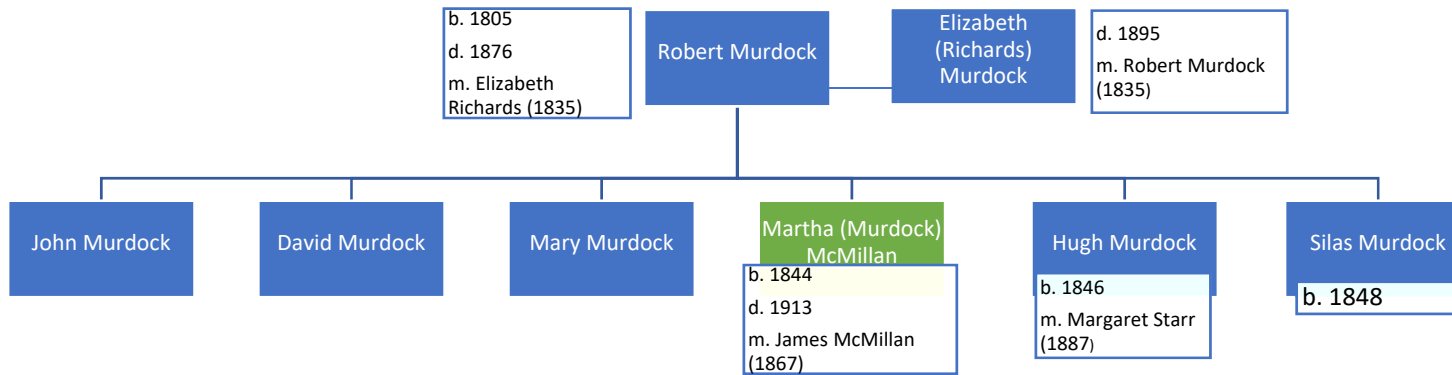 b. 1805
d. 1876
m. Elizabeth
Richards (1835)
Robert Murdock
Elizabeth
(Richards)
Murdock
d. 1895
m. Robert Murdock
(1835)
John Murdock
David Murdock
Mary Murdock
Martha (Murdock)
McMillan
b. 1844
d. 1913
m. James McMillan
(1867)
Hugh Murdock
b. 1846
m. Margaret Starr
(1887)
Silas Murdock
b. 1848